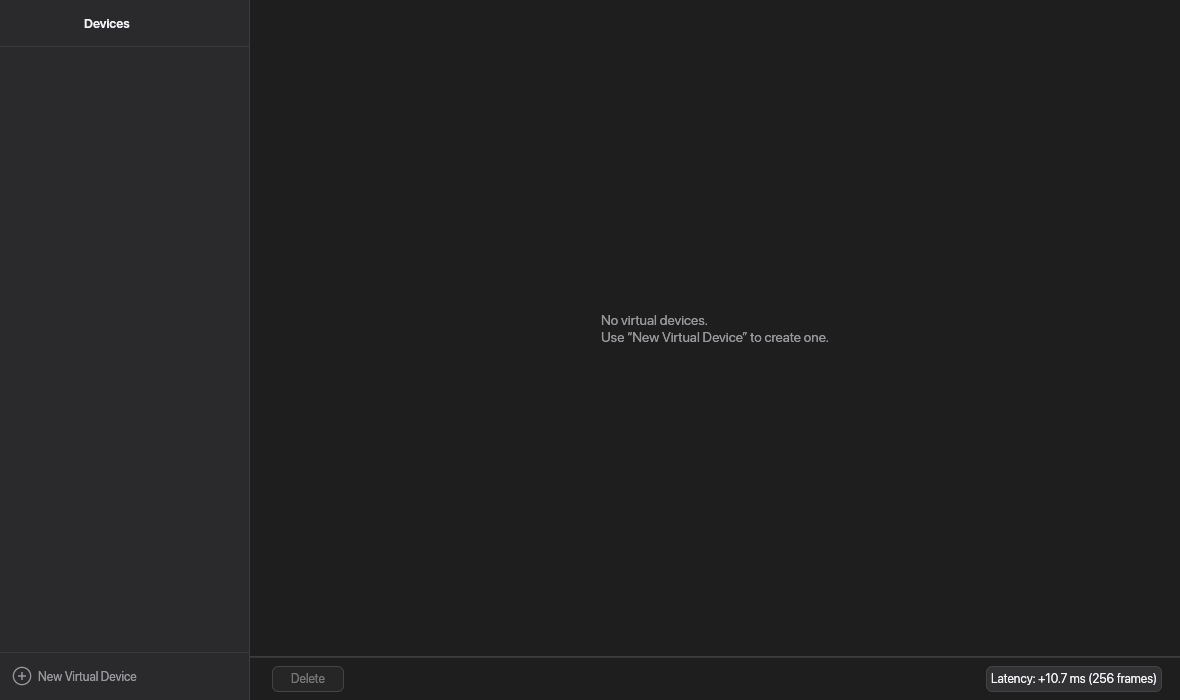 Devices
No virtual devices.
Use "New Virtual Device" to create one.
New Virtual Device
Delete
Latency: +10.7 ms (256 frames)